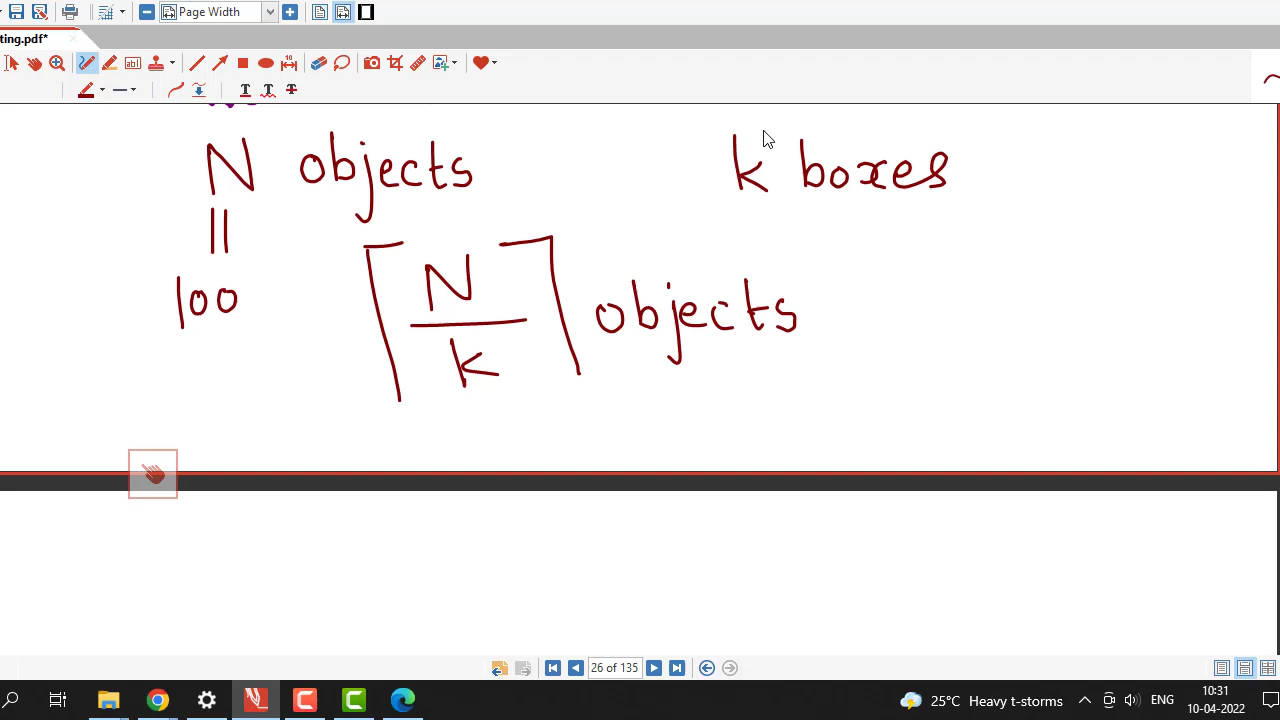 Page Width
ting.pdf*
N objects k boxes
||
100
⌈N/k⌉ objects
26 of 135
25°C Heavy t-storms
ENG
10:31
10-04-2022